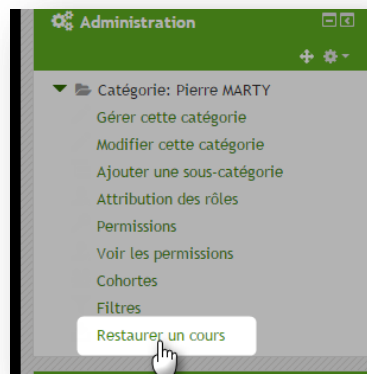 Administration
Catégorie: Pierre MARTY
Gérer cette catégorie
Modifier cette catégorie
Ajouter une sous-catégorie
Attribution des rôles
Permissions
Voir les permissions
Cohortes
Filtres
Restaurer un cours